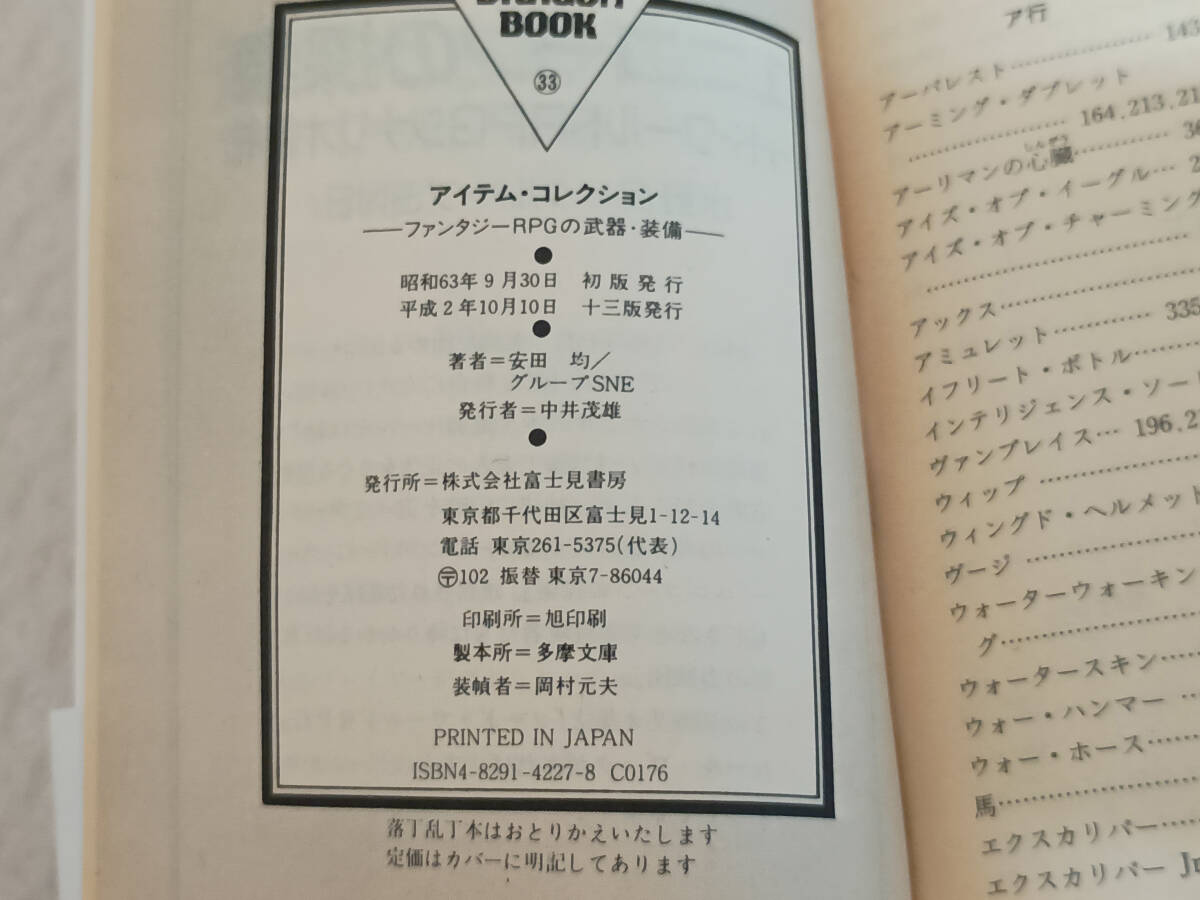 BOOK
㉝
アイテム・コレクション
―ファンタジーRPGの武器・装備―
昭和63年9月30日 初版発行
平成2年10月10日 十三版発行
著者=安田 均/
グループSNE
発行者=中井茂雄
発行所=株式会社富士見書房
東京都千代田区富士見1-12-14
電話 東京261-5375(代表)
〒102 振替 東京7-86044
印刷所=旭印刷
製本所=多摩文庫
装幀者=岡村元夫
PRINTED IN JAPAN
ISBN4-8291-4227-8 C0176
落丁乱丁本はおとりかえいたします
定価はカバーに明記してあります
ア行
アーバレスト…………………… 143
アーミング・ダブレット
…………………… 164,213,21
アーリマンの心臓…………… 36
しんぞう
アイズ・オブ・イーグル… 2
アイズ・オブ・チャーミング
……………………………
アックス……………………
アミュレット…………… 335
イフリート・ボトル………
インテリジェンス・ソー
ヴァンブレイス… 196,2
ウィップ ……………………
ウィングド・ヘルメット
ヴージ ………………………
ウォーターウォーキン
グ……………………………
ウォータースキン………
ウォー・ハンマー …
ウォー・ホース………
馬……………………………
エクスカリバー………
エクスカリバー Jr